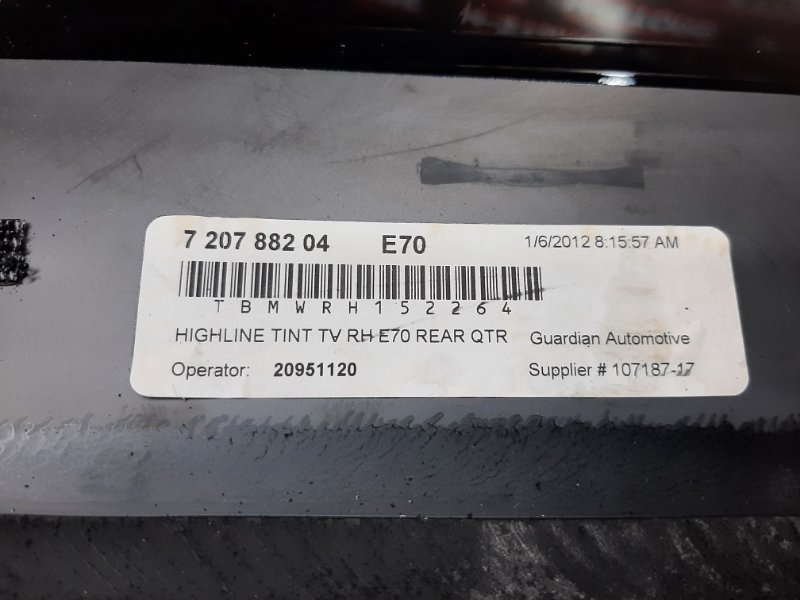 7 207 882 04 E70 1/6/2012 8:15:57 AM
TBMWRH152264
HIGHLINE TINT TV RH E70 REAR QTR Guardian Automotive
Operator: 20951120 Supplier # 107187-17